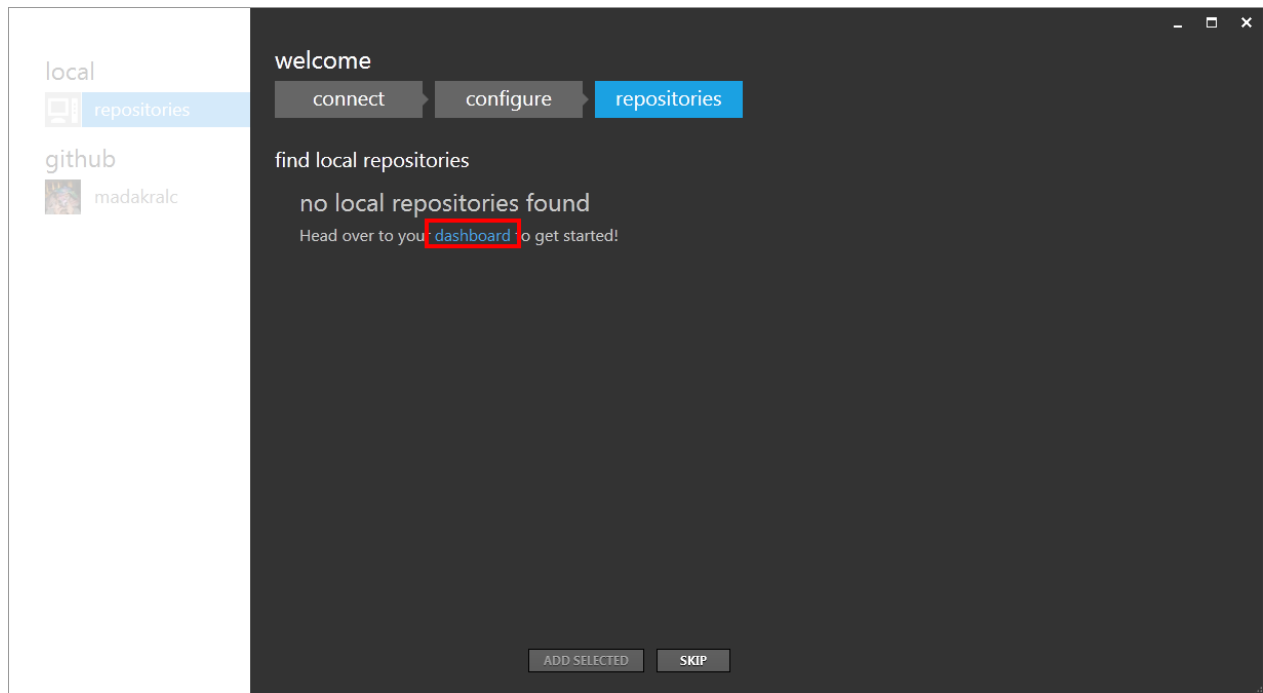 local
repositories
github
madakralc
welcome
connect
configure
repositories
find local repositories
no local repositories found
Head over to your dashboard to get started!
ADD SELECTED
SKIP